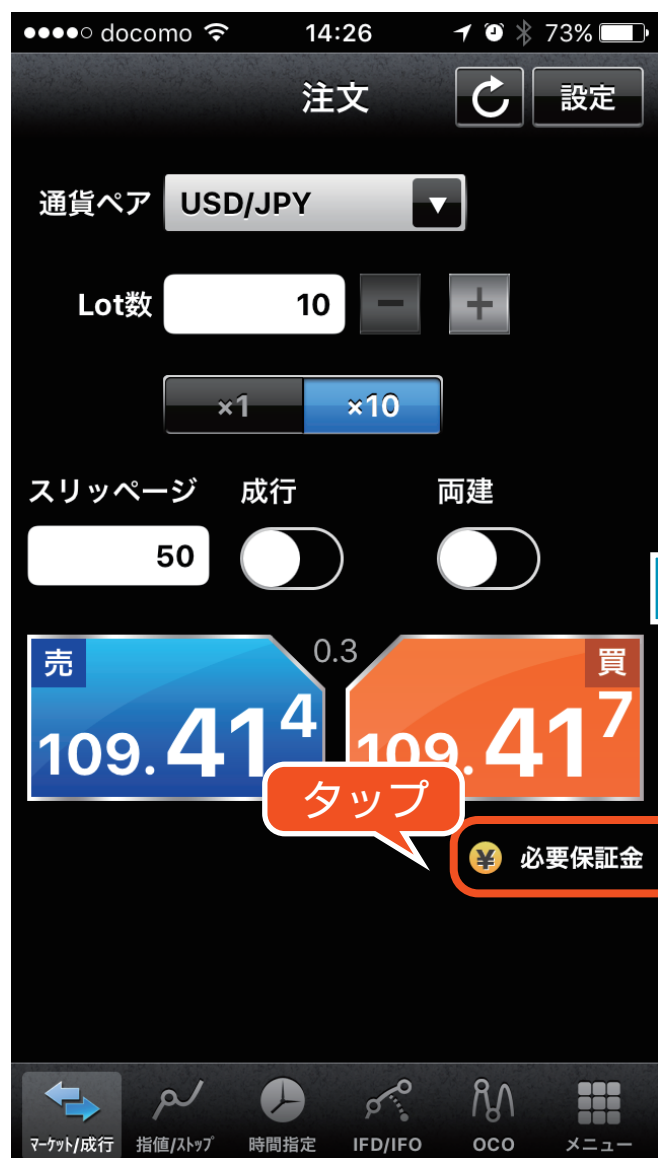 docomo 14:26 73%
注文 設定
通貨ペア USD/JPY
Lot数 10 − +
×1 ×10
スリッページ 成行 両建
50
売 0.3 買
109.414 109.417
タップ
¥ 必要保証金
マーケット/成行 指値/ストップ 時間指定 IFD/IFO OCO メニュー